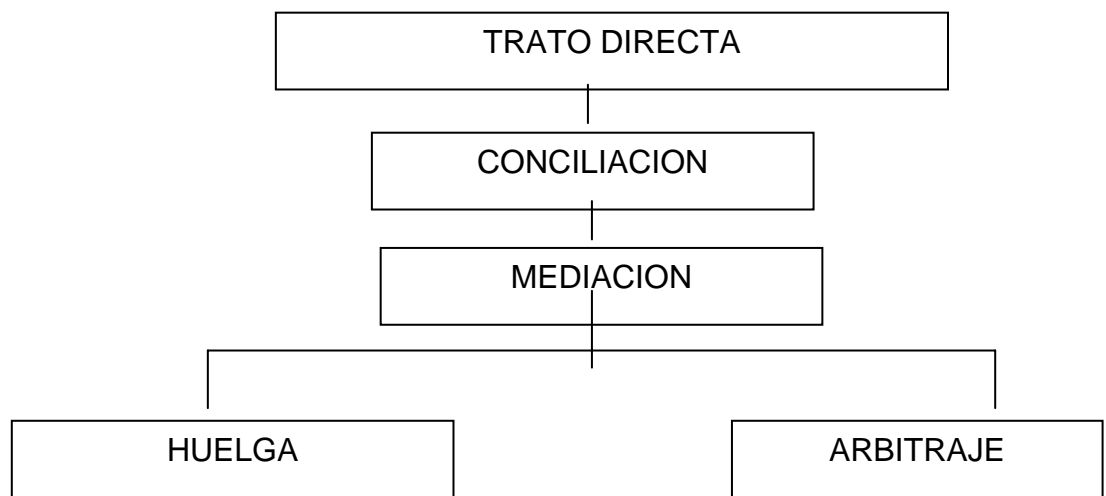 TRATO DIRECTA
CONCILIACION
MEDIACION
HUELGA
ARBITRAJE